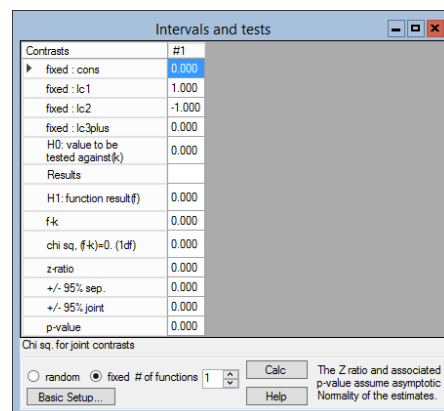 Intervals and tests
Contrasts #1
fixed : cons 0.000
fixed : lc1 1.000
fixed : lc2 -1.000
fixed : lc3plus 0.000
H0: value to be
tested against(k) 0.000
Results
H1: function result(f) 0.000
f-k 0.000
chi sq, (f-k)=0. (1df) 0.000
z-ratio 0.000
+/- 95% sep. 0.000
+/- 95% joint 0.000
p-value 0.000
Chi sq. for joint contrasts
random fixed # of functions 1 Calc
Basic Setup... Help
The Z ratio and associated
p-value assume asymptotic
Normality of the estimates.